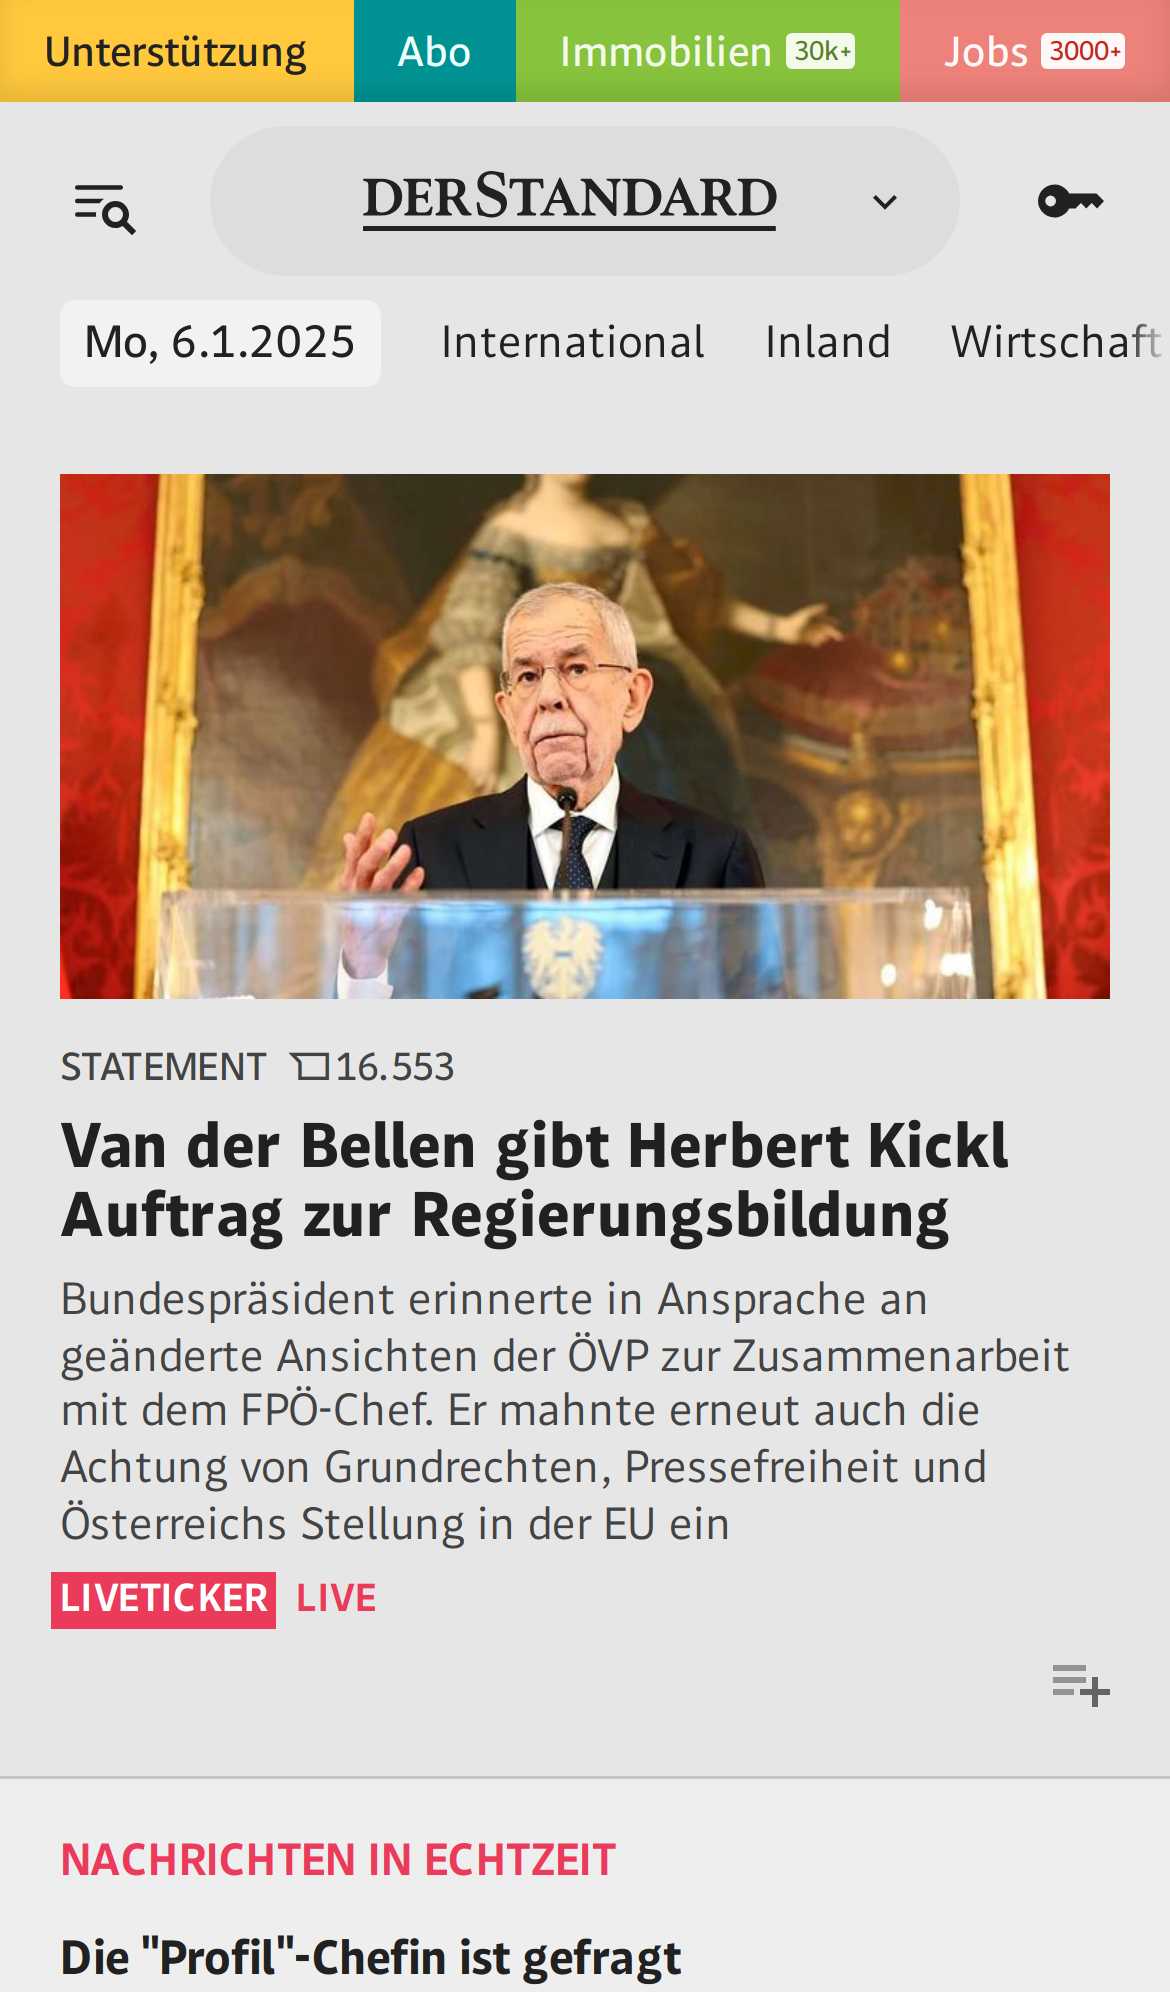 Unterstützung
Abo
Immobilien 30k+
Jobs 3000+
DERSTANDARD
Mo, 6.1.2025
International
Inland
Wirtschaft
STATEMENT 16.553
Van der Bellen gibt Herbert Kickl
Auftrag zur Regierungsbildung
Bundespräsident erinnerte in Ansprache an
geänderte Ansichten der ÖVP zur Zusammenarbeit
mit dem FPÖ-Chef. Er mahnte erneut auch die
Achtung von Grundrechten, Pressefreiheit und
Österreichs Stellung in der EU ein
LIVETICKER LIVE
NACHRICHTEN IN ECHTZEIT
Die "Profil"-Chefin ist gefragt